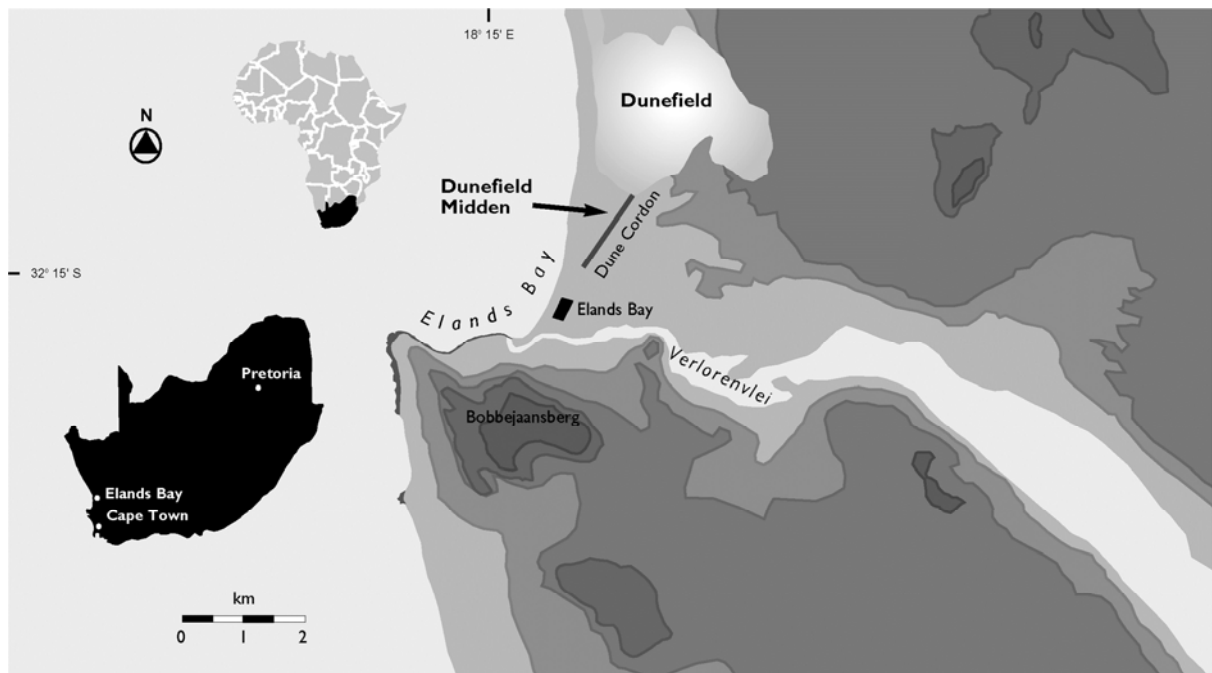 18° 15' E
N
Dunefield
Dunefield
Midden
Dune Cordon
32° 15' S
Elands Bay
Elands Bay
Verlorenvlei
Pretoria
Bobbejaansberg
Elands Bay
Cape Town
km
0 1 2